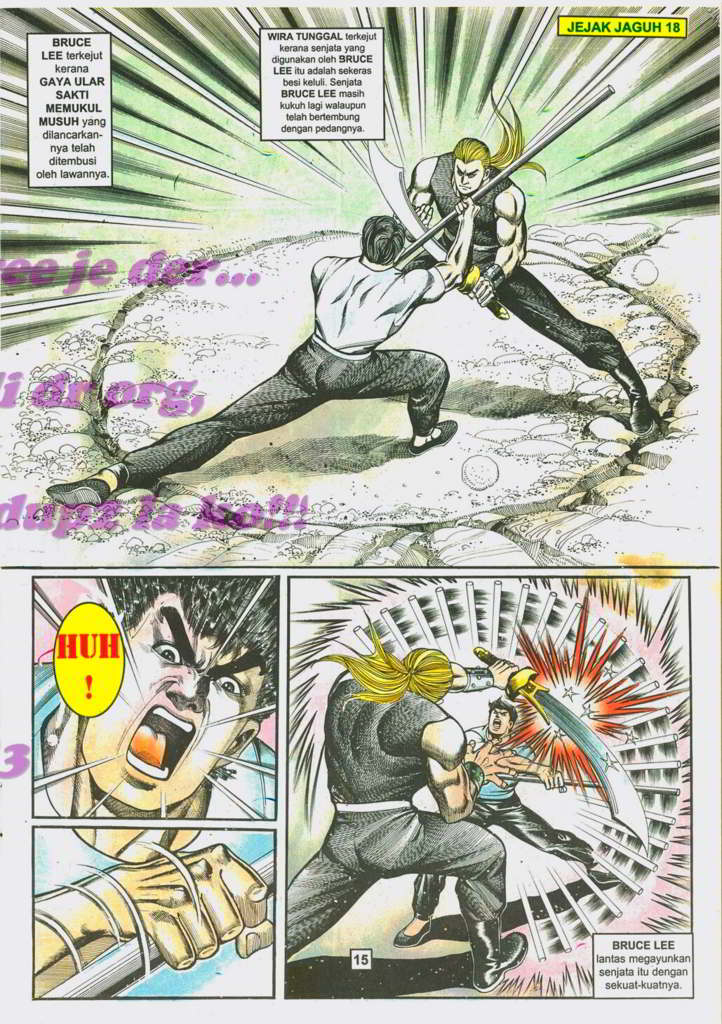 JEJAK JAGUH 18
BRUCE
LEE terkejut
kerana
GAYA ULAR
SAKTI
MEMUKUL
MUSUH yang
dilancarkan-
nya telah
ditembusi
oleh lawannya.
WIRA TUNGGAL terkejut
kerana senjata yang
digunakan oleh BRUCE
LEE itu adalah sekeras
besi keluli. Senjata
BRUCE LEE masih
kukuh lagi walaupun
telah bertembung
dengan pedangnya.
je der...
dr org,
la ko!!!
HUH
!
3
BRUCE LEE
lantas megayunkan
senjata itu dengan
sekuat-kuatnya.
15